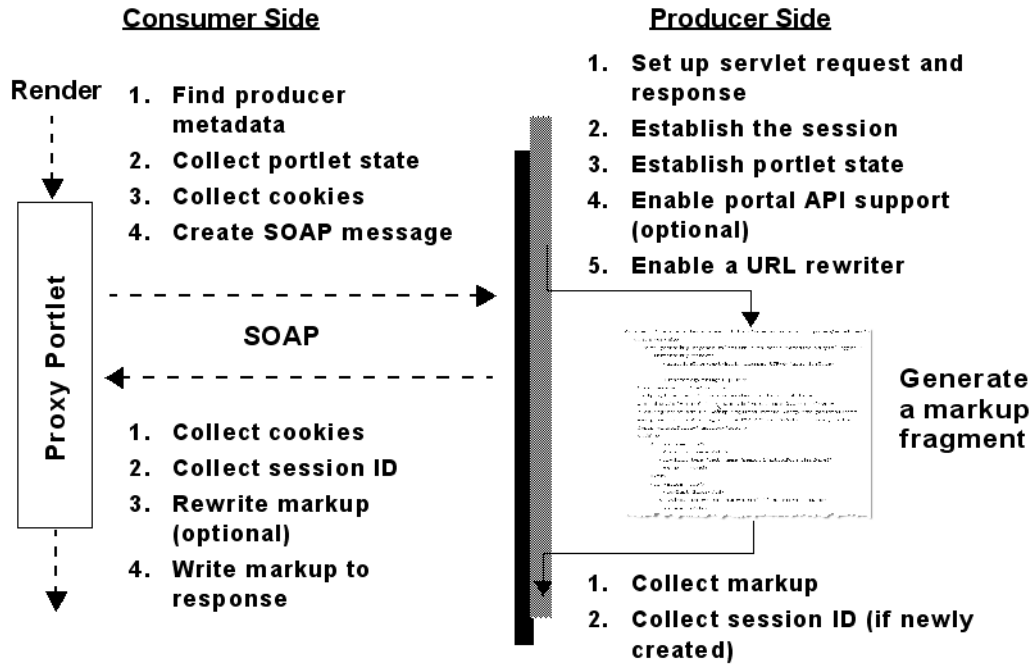 Consumer Side
Render
1. Find producer
metadata
2. Collect portlet state
3. Collect cookies
4. Create SOAP message
Proxy Portlet
SOAP
1. Collect cookies
2. Collect session ID
3. Rewrite markup
(optional)
4. Write markup to
response
Producer Side
1. Set up servlet request and
response
2. Establish the session
3. Establish portlet state
4. Enable portal API support
(optional)
5. Enable a URL rewriter
Generate
a markup
fragment
1. Collect markup
2. Collect session ID (if newly
created)